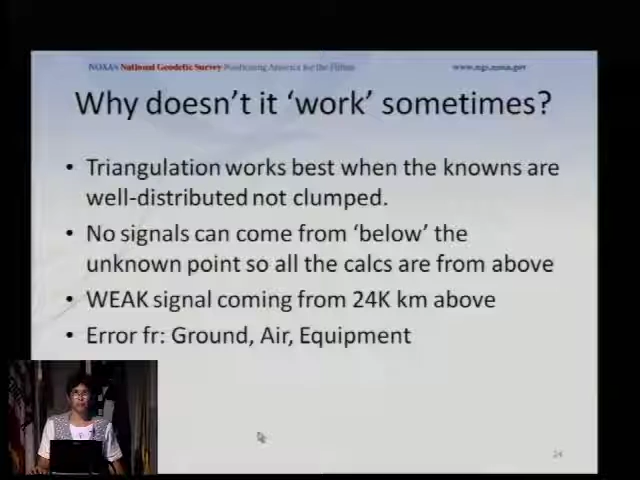 NOAA's National Geodetic Survey Positioning America for the Future www.ngs.noaa.gov
Why doesn't it 'work' sometimes?
• Triangulation works best when the knowns are
well-distributed not clumped.
• No signals can come from 'below' the
unknown point so all the calcs are from above
• WEAK signal coming from 24K km above
• Error fr: Ground, Air, Equipment
24